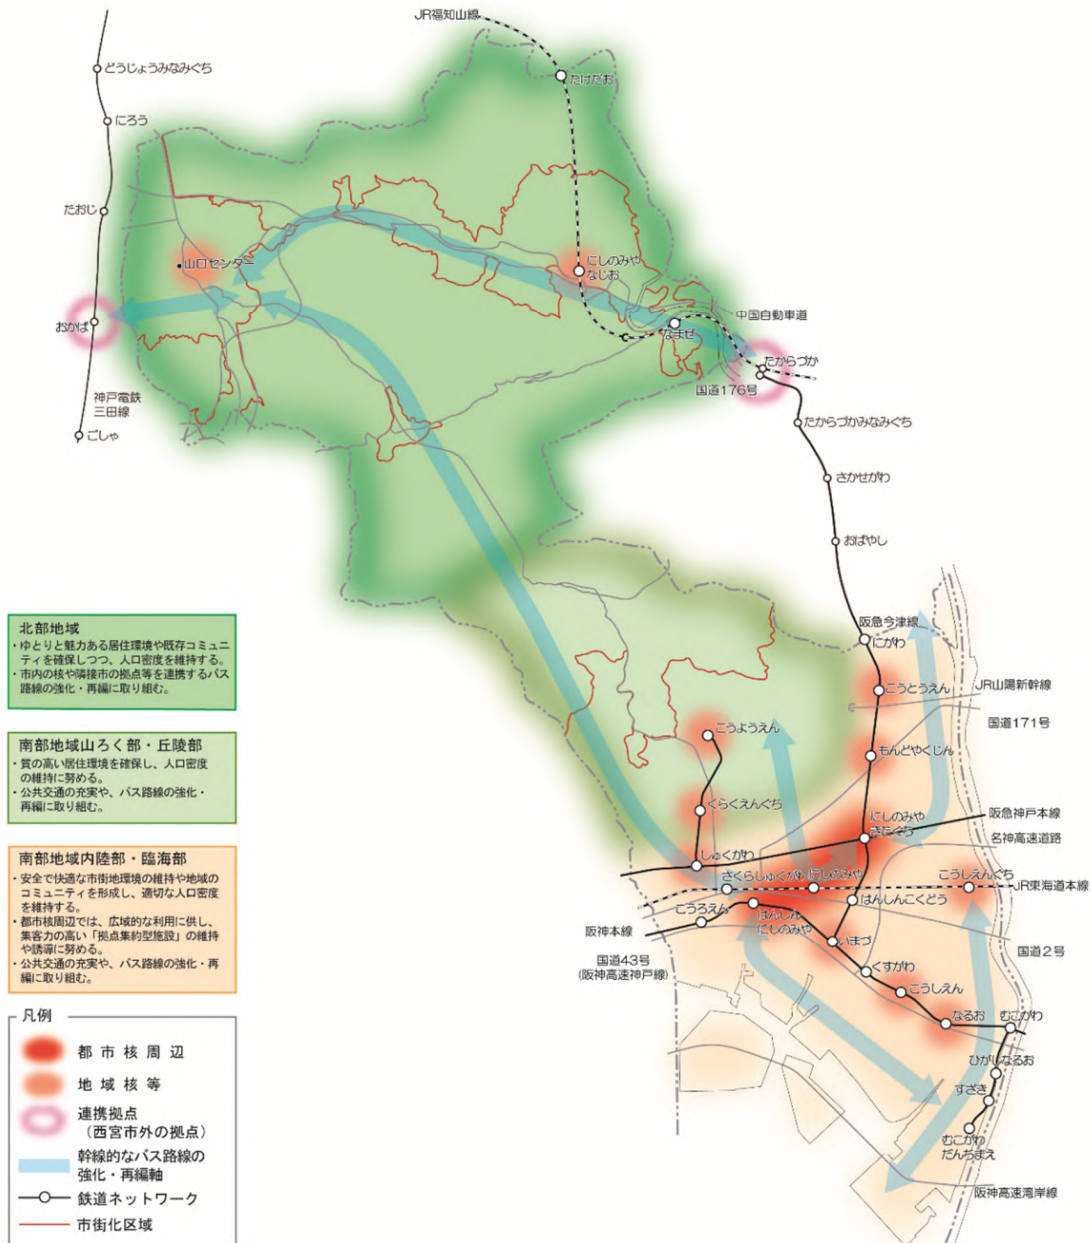 JR福知山線
どうじょうみなみぐち
たけだお
にろう
だおじ
山口センター
にしのみや
なじお
中国自動車道
おかば
なまぜ
たからづか
国道176号
神戸電鉄
三田線
たからづかみなみぐち
ごしゃ
さかせがわ
おばやし
阪急今津線
にがわ
こうとうえん
JR山陽新幹線
国道171号
こうようえん
もんどやくじん
くらくえんぐち
にしのみや
きたぐち
阪急神戸本線
名神高速道路
しゅくがわ
さくらしゅくがわ
にしのみや
こうしえんぐち
JR東海道本線
こうろえん
はんしん
にしのみや
はんしんこくどう
阪神本線
いまづ
国道2号
国道43号
(阪神高速神戸線)
くすがわ
こうしえん
なるお
むこがわ
ひがしなるお
すざき
むこがわ
だんちまえ
阪神高速湾岸線
北部地域
・ゆとりと魅力ある居住環境や既存コミュニ
ティを確保しつつ、人口密度を維持する。
・市内の核や隣接市の拠点等を連携するバス
路線の強化・再編に取り組む。
南部地域山ろく部・丘陵部
・質の高い居住環境を確保し、人口密度
の維持に努める。
・公共交通の充実や、バス路線の強化・
再編に取り組む。
南部地域内陸部・臨海部
・安全で快適な市街地環境の維持や地域の
コミュニティを形成し、適切な人口密度
を維持する。
・都市核周辺では、広域的な利用に供し、
集客力の高い「拠点集約型施設」の維持
や誘導に努める。
・公共交通の充実や、バス路線の強化・再
編に取り組む。
凡例
都市核周辺
地域核等
連携拠点
（西宮市外の拠点）
幹線的なバス路線の
強化・再編軸
鉄道ネットワーク
市街化区域